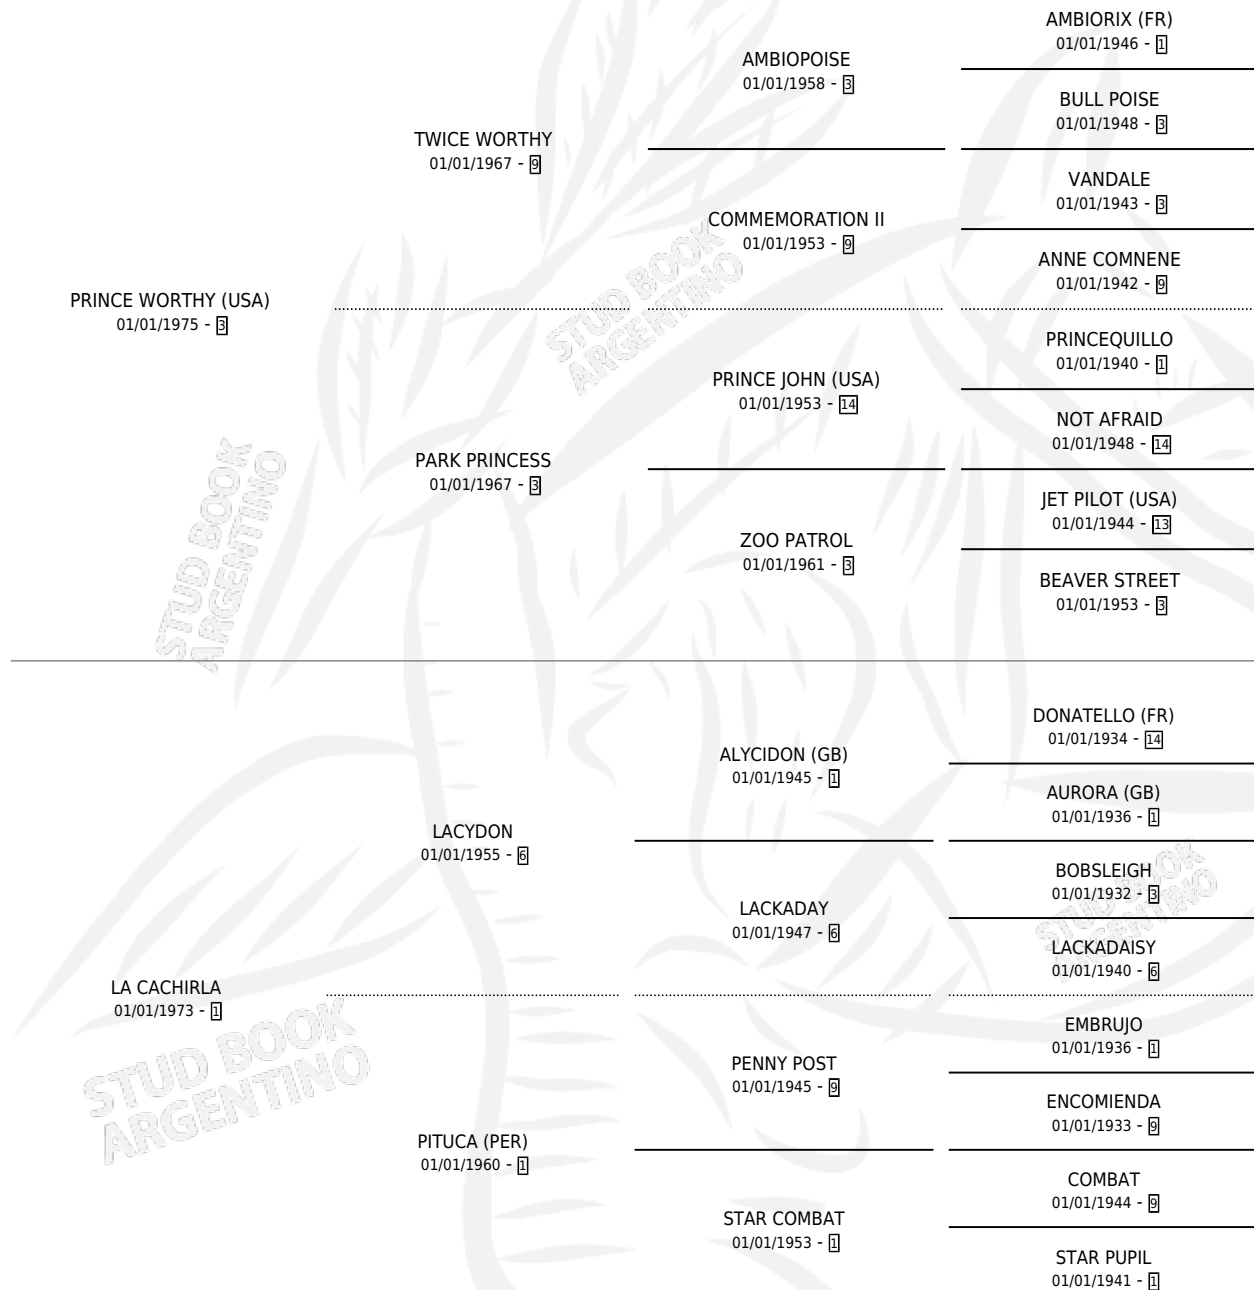 AMBIORIX (FR)
01/01/1946 - 1
AMBIOPOISE
01/01/1958 - 3
BULL POISE
01/01/1948 - 3
TWICE WORTHY
01/01/1967 - 9
VANDALE
01/01/1943 - 3
COMMEMORATION II
01/01/1953 - 9
ANNE COMNENE
01/01/1942 - 9
PRINCE WORTHY (USA)
01/01/1975 - 3
PRINCEQUILLO
01/01/1940 - 1
PRINCE JOHN (USA)
01/01/1953 - 14
NOT AFRAID
01/01/1948 - 14
PARK PRINCESS
01/01/1967 - 3
JET PILOT (USA)
01/01/1944 - 13
ZOO PATROL
01/01/1961 - 3
BEAVER STREET
01/01/1953 - 3
DONATELLO (FR)
01/01/1934 - 14
ALYCIDON (GB)
01/01/1945 - 1
AURORA (GB)
01/01/1936 - 1
LACYDON
01/01/1955 - 6
BOBSLEIGH
01/01/1932 - 3
LACKADAY
01/01/1947 - 6
LACKADAISY
01/01/1940 - 6
LA CACHIRLA
01/01/1973 - 1
EMBRUJO
01/01/1936 - 1
PENNY POST
01/01/1945 - 9
ENCOMIENDA
01/01/1933 - 9
PITUCA (PER)
01/01/1960 - 1
COMBAT
01/01/1944 - 9
STAR COMBAT
01/01/1953 - 1
STAR PUPIL
01/01/1941 - 1
STUD BOOK
ARGENTINO
STUD BOOK
ARGENTINO
STUD BOOK
ARGENTINO
STUD BOOK
ARGENTINO